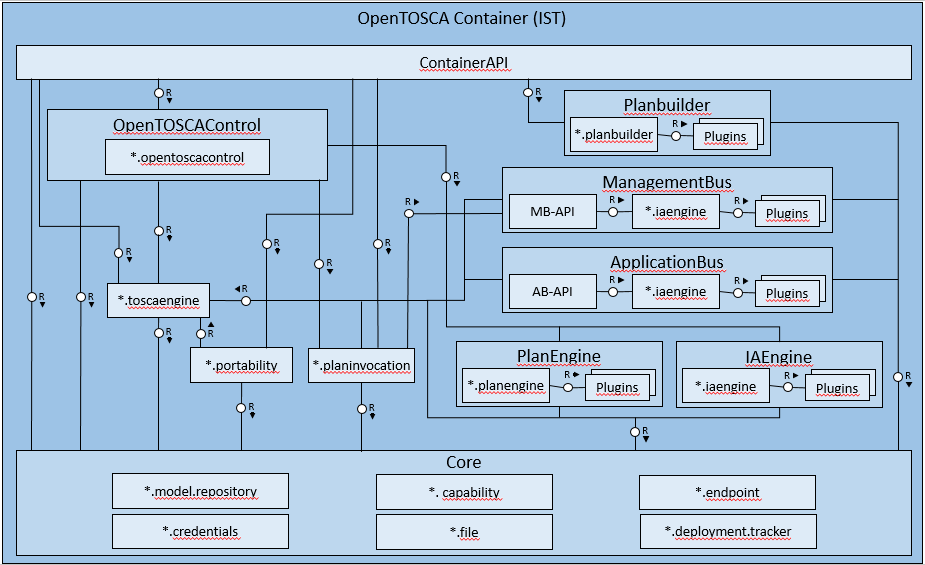 OpenTOSCA Container (IST)
ContainerAPI
R
R
OpenTOSCAControl
*.opentoscacontrol
Planbuilder
*.planbuilder
R
Plugins
R
ManagementBus
MB-API
R
*.iaengine
R
Plugins
R
R
R
R
R
R
ApplicationBus
AB-API
R
*.iaengine
R
Plugins
R
R
*.toscaengine
R
R
R
*.portability
*.planinvocation
PlanEngine
*.planengine
R
Plugins
IAEngine
*.iaengine
R
Plugins
R
R
R
R
Core
*.model.repository
*. capability
*.endpoint
*.credentials
*.file
*.deployment.tracker